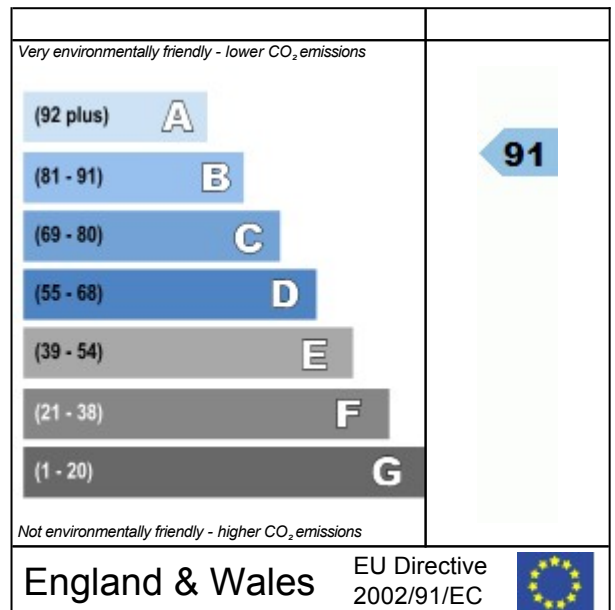 Very environmentally friendly - lower CO₂ emissions
(92 plus) A
(81 - 91) B
91
(69 - 80) C
(55 - 68) D
(39 - 54) E
(21 - 38) F
(1 - 20) G
Not environmentally friendly - higher CO₂ emissions
England & Wales
EU Directive
2002/91/EC